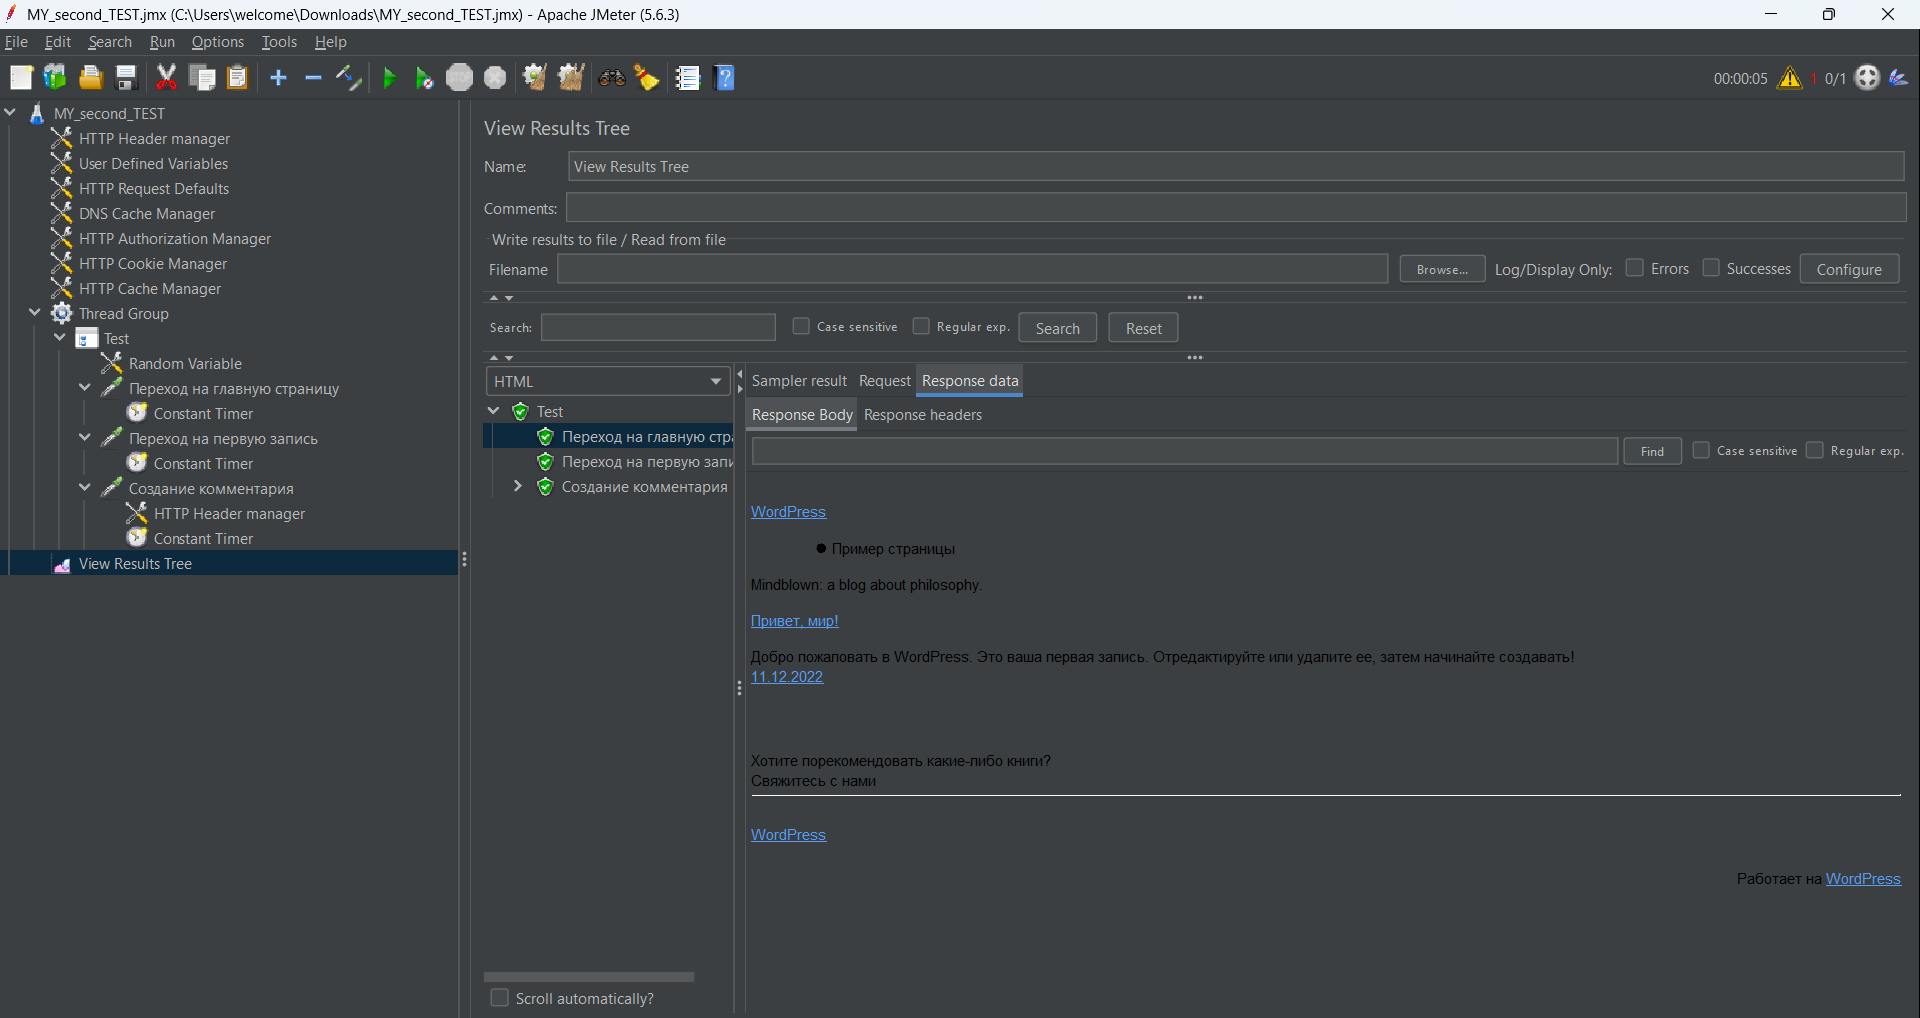 MY_second_TEST.jmx (C:\Users\welcome\Downloads\MY_second_TEST.jmx) - Apache JMeter (5.6.3)
File Edit Search Run Options Tools Help
STOP
00:00:05 1 0/1
MY_second_TEST
HTTP Header manager
User Defined Variables
HTTP Request Defaults
DNS Cache Manager
HTTP Authorization Manager
HTTP Cookie Manager
HTTP Cache Manager
Thread Group
Test
Random Variable
Переход на главную страницу
Constant Timer
Переход на первую запись
Constant Timer
Создание комментария
HTTP Header manager
Constant Timer
View Results Tree
View Results Tree
Name: View Results Tree
Comments:
Write results to file / Read from file
Filename Browse... Log/Display Only: Errors Successes Configure
Search: Case sensitive Regular exp. Search Reset
HTML
Test
Переход на главную стра
Переход на первую запи
Создание комментария
Scroll automatically?
Sampler result Request Response data
Response Body Response headers
Find Case sensitive Regular exp.
WordPress
● Пример страницы
Mindblown: a blog about philosophy.
Привет, мир!
Добро пожаловать в WordPress. Это ваша первая запись. Отредактируйте или удалите ее, затем начинайте создавать!
11.12.2022
Хотите порекомендовать какие-либо книги?
Свяжитесь с нами
WordPress
Работает на WordPress